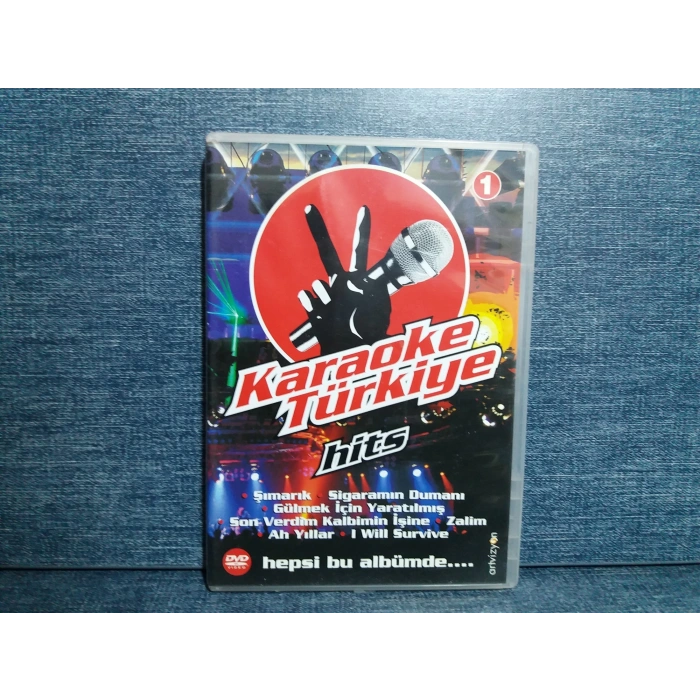 1
Karaoke
Türkiye
hits
• Şımarık • Sigaramın Dumanı
Gülmek İçin Yaratılmış
• Son Verdim Kalbimin İşine • Zalim
Ah Yıllar • I Will Survive
DVD
VIDEO
hepsi bu albümde....
artvizyon